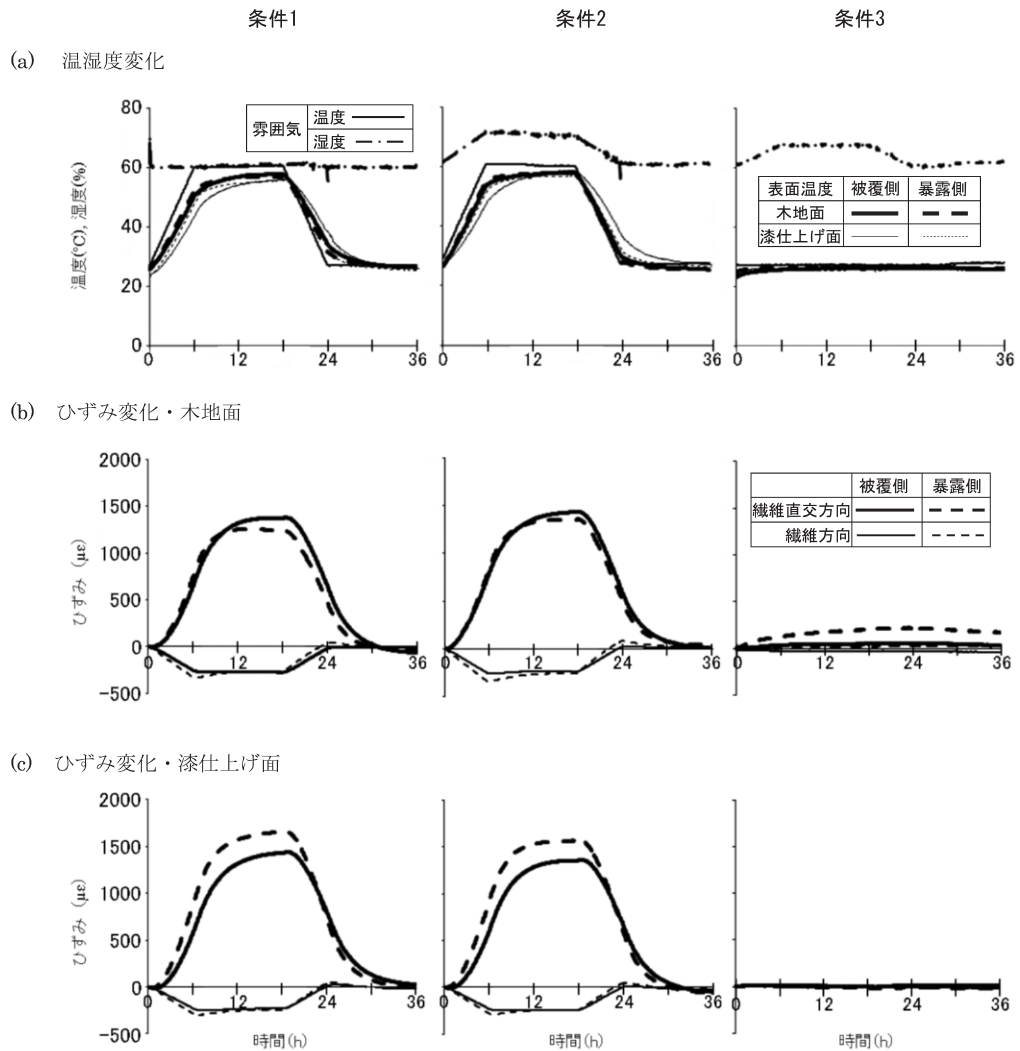 条件1 条件2 条件3
(a) 温湿度変化
80
60
40
20
0
温度(℃), 湿度(%)
雰囲気 温度
湿度
表面温度 被覆側 暴露側
木地面
漆仕上げ面
0 12 24 36
0 12 24 36
0 12 24 36
(b) ひずみ変化・木地面
2000
1500
1000
500
0
-500
ひずみ (με)
被覆側 暴露側
繊維直交方向
繊維方向
0 12 24 36
0 12 24 36
0 12 24 36
(c) ひずみ変化・漆仕上げ面
2000
1500
1000
500
0
-500
ひずみ (με)
0 12 24 36
0 12 24 36
0 12 24 36
時間(h) 時間(h) 時間(h)